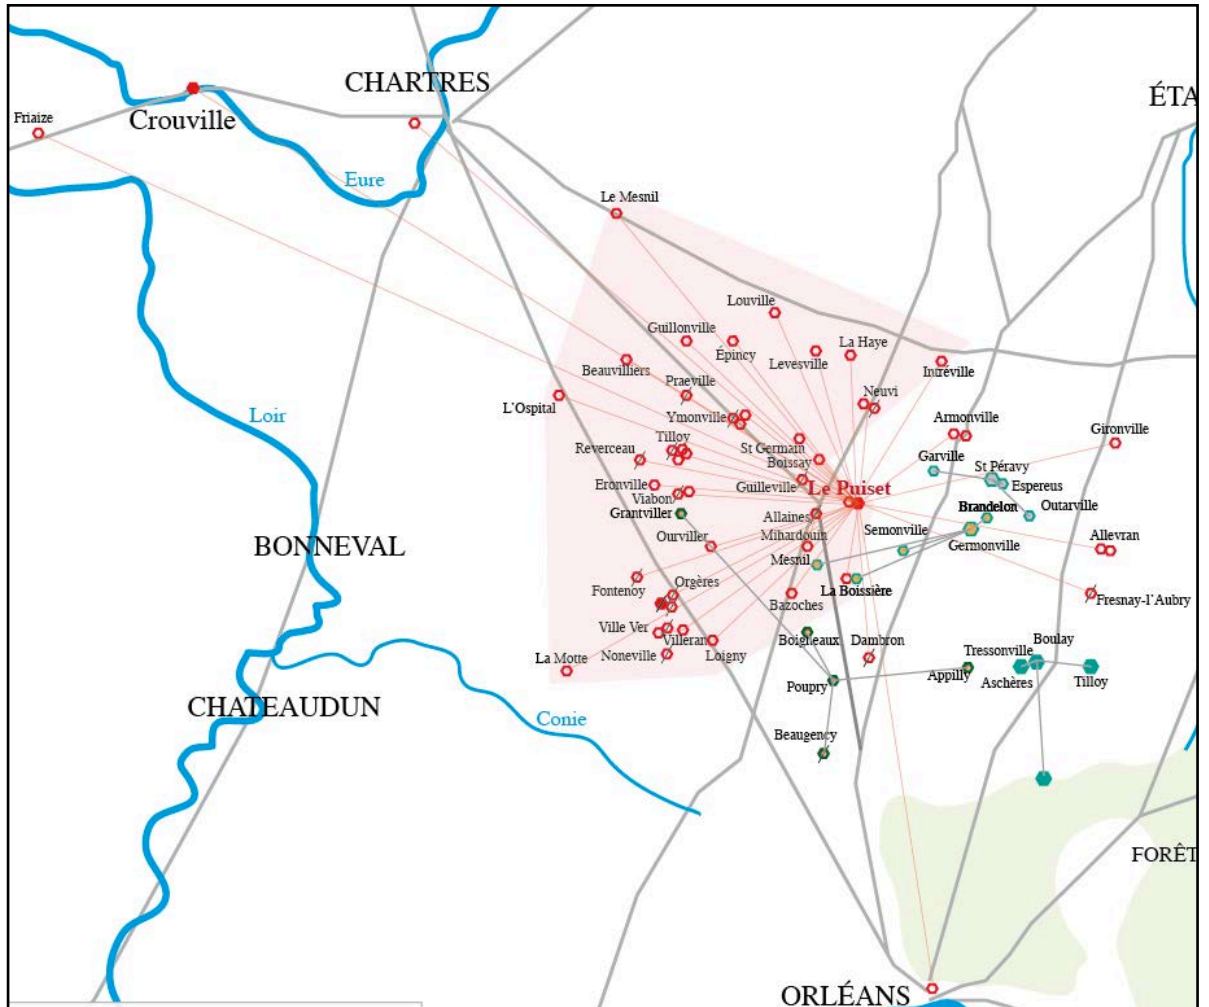 CHARTRES
ÉTA
Friaize
Crouville
Eure
Le Mesnil
Louville
Guillonville
La Haye
Épincy
Levesville
Beauvilliers
Intréville
Praeville
Neuvi
L'Ospital
Ymonville
Armonville
Gironville
Loir
Tilloy
St Germain
Reverceau
Boissay
Garville
St Péravy
Eronville
Guilleville
Le Puiset
Espereus
Viabon
Grantviller
Allaines
Brandelon
Outarville
Semonville
Ourviller
Mihardouin
Allevran
BONNEVAL
Mesnil
Germonville
Fontenoy
Orgères
La Boissière
Bazoches
Fresnay-l'Aubry
Ville Ver
Villeran
Boigneaux
Dambron
Boulay
Tressonville
La Motte
Noneville
Loigny
Appilly
Aschères
Tilloy
Poupry
CHATEAUDUN
Conie
Beaugency
FORÊT
ORLÉANS